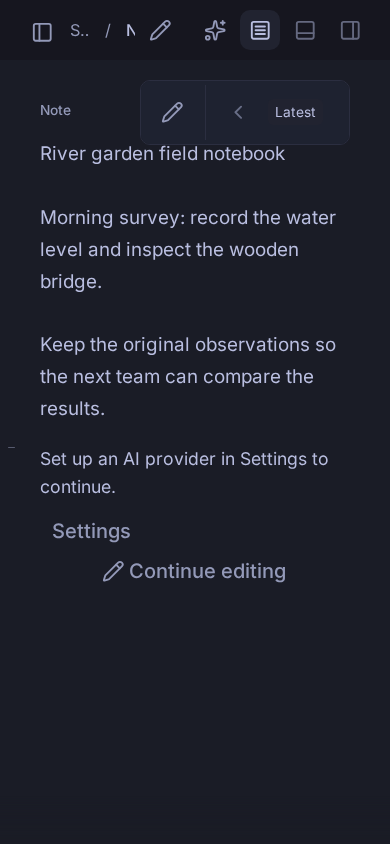 S.. / N
Note
Latest
River garden field notebook
Morning survey: record the water
level and inspect the wooden
bridge.
Keep the original observations so
the next team can compare the
results.
Set up an AI provider in Settings to
continue.
Settings
Continue editing